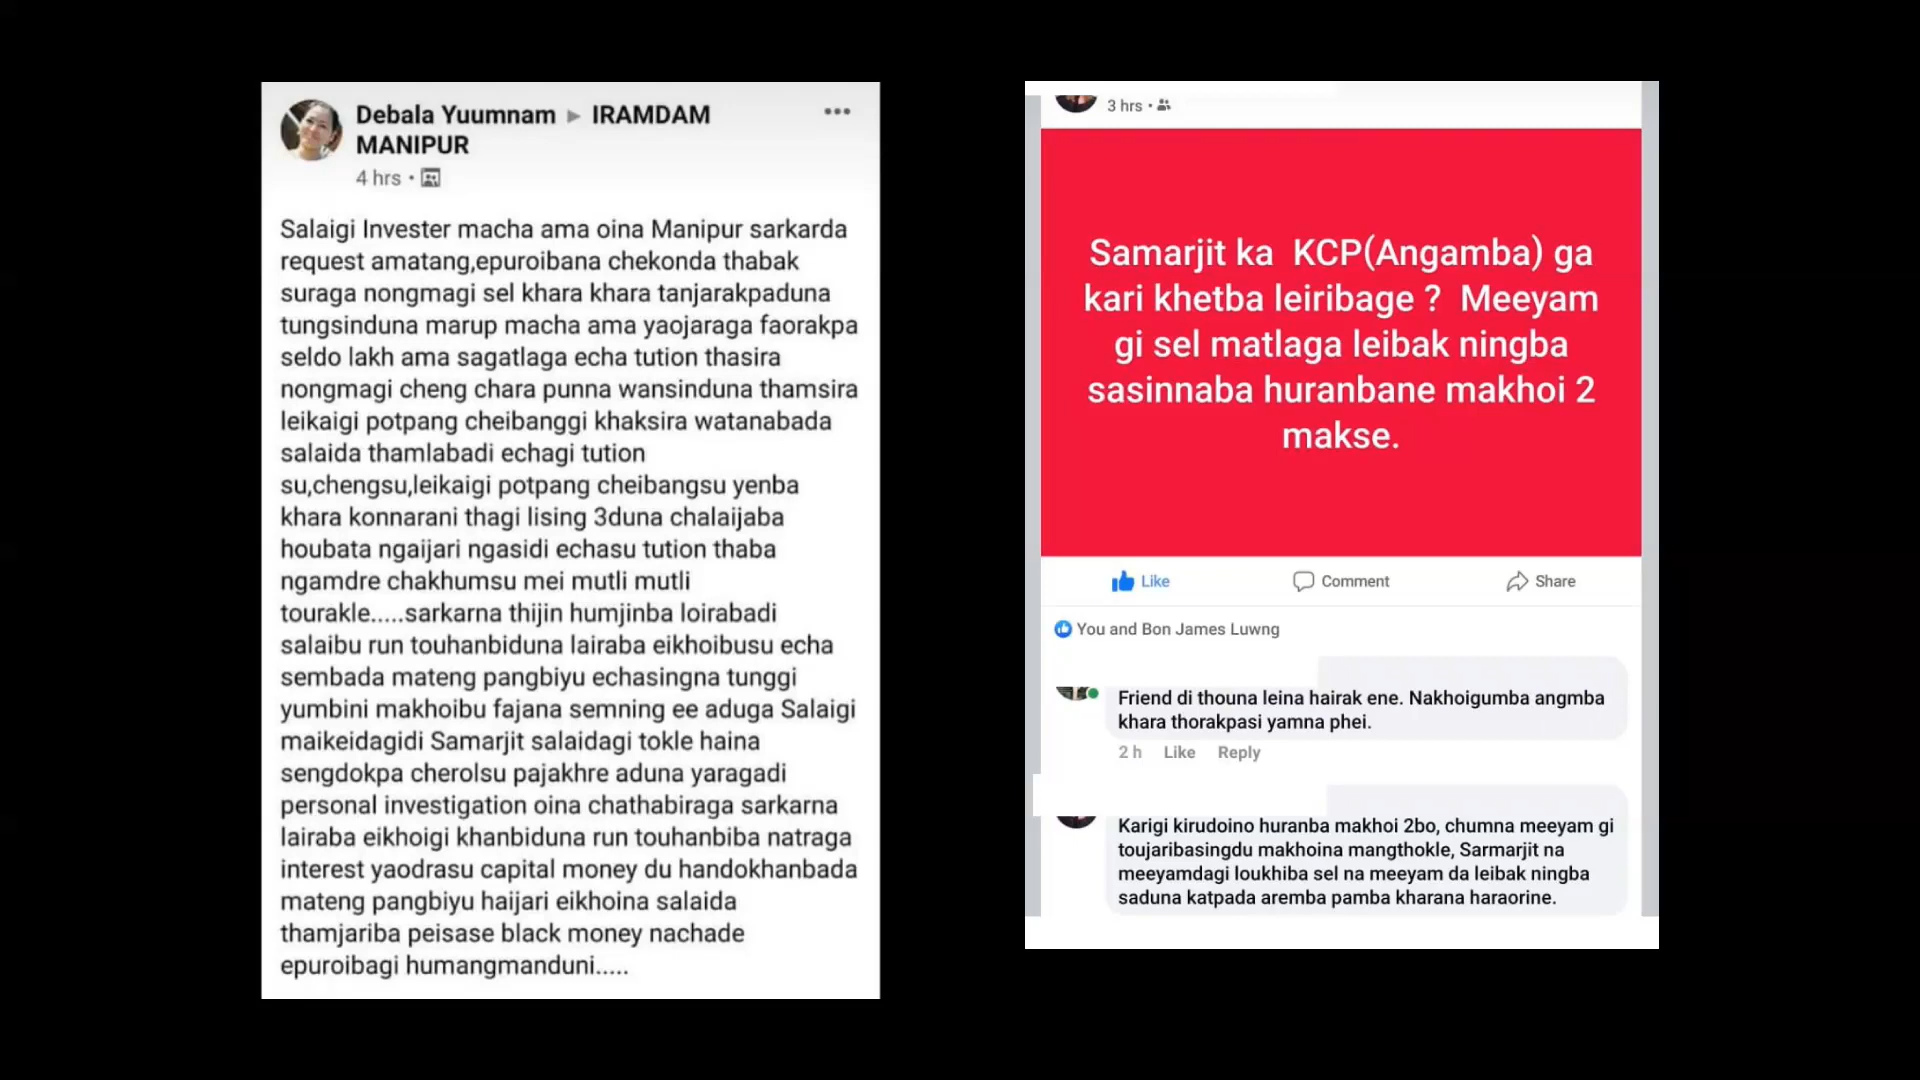 Debala Yuumnam ▸ IRAMDAM
MANIPUR
4 hrs •
Salaigi Invester macha ama oina Manipur sarkarda
request amatang,epuroibana chekonda thabak
suraga nongmagi sel khara khara tanjarakpaduna
tungsinduna marup macha ama yaojaraga faorakpa
seldo lakh ama sagatlaga echa tution thasira
nongmagi cheng chara punna wansinduna thamsira
leikaigi potpang cheibanggi khaksira watanabada
salaida thamlabadi echagi tution
su,chengsu,leikaigi potpang cheibangsu yenba
khara konnarani thagi lising 3duna chalaijaba
houbata ngaijari ngasidi echasu tution thaba
ngamdre chakhumsu mei mutli mutli
tourakle.....sarkarna thijin humjinba loirabadi
salaibu run touhanbiduna lairaba eikhoibusu echa
sembada mateng pangbiyu echasingna tunggi
yumbini makhoibu fajana semning ee aduga Salaigi
maikeidagidi Samarjit salaidagi tokle haina
sengdokpa cherolsu pajakhre aduna yaragadi
personal investigation oina chathabiraga sarkarna
lairaba eikhoigi khanbiduna run touhanbiba natraga
interest yaodrasu capital money du handokhanbada
mateng pangbiyu haijari eikhoina salaida
thamjariba peisase black money nachade
epuroibagi humangmanduni.....
3 hrs •
Samarjit ka KCP(Angamba) ga
kari khetba leiribage ? Meeyam
gi sel matlaga leibak ningba
sasinnaba huranbane makhoi 2
makse.
Like Comment Share
You and Bon James Luwng
Friend di thouna leina hairak ene. Nakhoigumba angmba
khara thorakpasi yamna phei.
2 h Like Reply
Karigi kirudoino huranba makhoi 2bo, chumna meeyam gi
toujaribasingdu makhoina mangthokle, Sarmarjit na
meeyamdagi loukhiba sel na meeyam da leibak ningba
saduna katpada aremba pamba kharana haraorine.